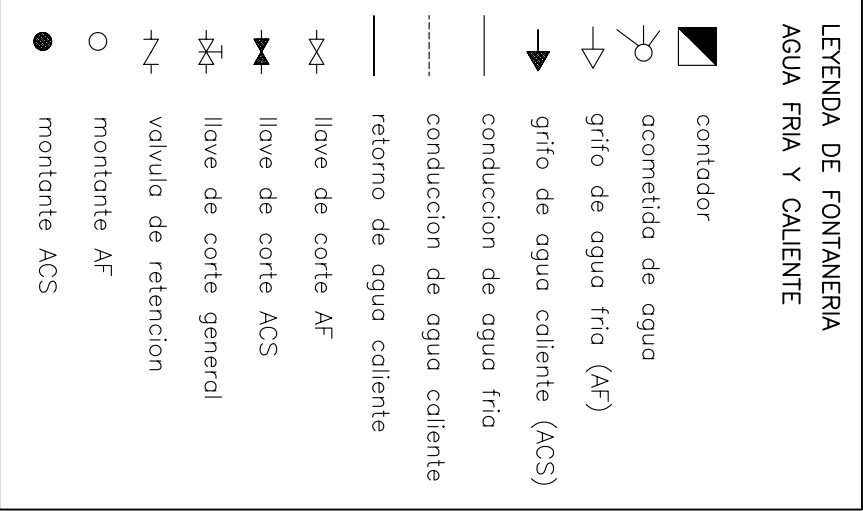 LEYENDA DE FONTANERIA
AGUA FRIA Y CALIENTE
contador
acometida de agua
grifo de agua fria (AF)
grifo de agua caliente (ACS)
conduccion de agua fria
conduccion de agua caliente
retorno de agua caliente
llave de corte AF
llave de corte ACS
llave de corte general
valvula de retencion
montante AF
montante ACS